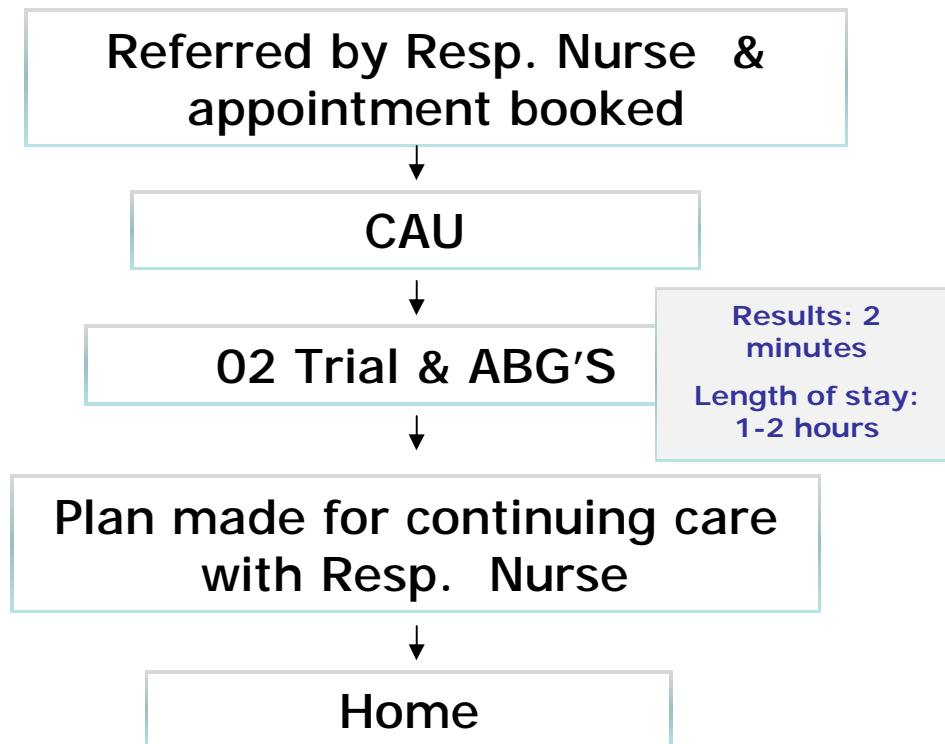 Referred by Resp. Nurse &
appointment booked
CAU
02 Trial & ABG'S
Results: 2
minutes
Length of stay:
1-2 hours
Plan made for continuing care
with Resp. Nurse
Home